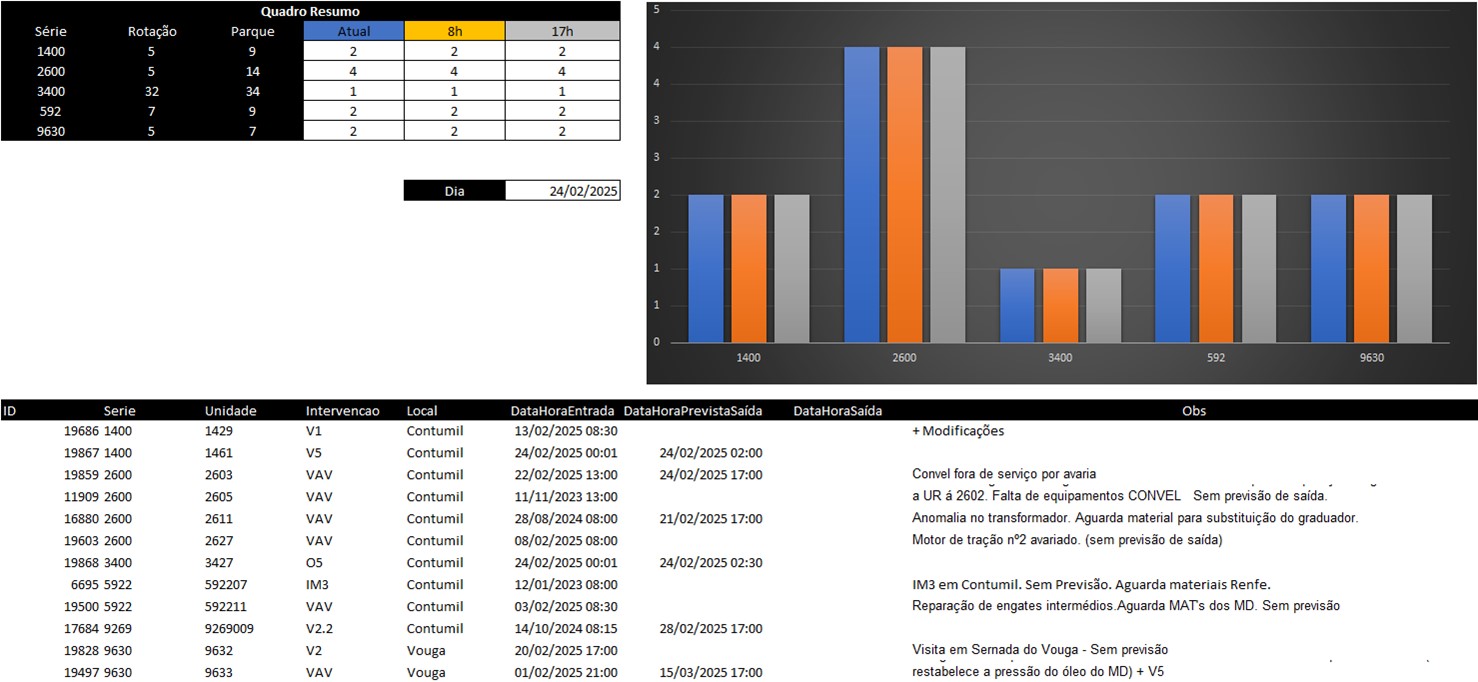 Quadro Resumo
Série Rotação Parque Atual 8h 17h
1400 5 9 2 2 2
2600 5 14 4 4 4
3400 32 34 1 1 1
592 7 9 2 2 2
9630 5 7 2 2 2
Dia 24/02/2025
5
4
4
3
3
2
2
1
1
0
1400 2600 3400 592 9630
ID Serie Unidade Intervencao Local DataHoraEntrada DataHoraPrevistaSaída DataHoraSaída Obs
19686 1400 1429 V1 Contumil 13/02/2025 08:30 + Modificações
19867 1400 1461 V5 Contumil 24/02/2025 00:01 24/02/2025 02:00
19859 2600 2603 VAV Contumil 22/02/2025 13:00 24/02/2025 17:00 Convel fora de serviço por avaria
11909 2600 2605 VAV Contumil 11/11/2023 13:00 a UR á 2602. Falta de equipamentos CONVEL Sem previsão de saída.
16880 2600 2611 VAV Contumil 28/08/2024 08:00 21/02/2025 17:00 Anomalia no transformador. Aguarda material para substituição do graduador.
19603 2600 2627 VAV Contumil 08/02/2025 08:00 Motor de tração nº2 avariado. (sem previsão de saída)
19868 3400 3427 O5 Contumil 24/02/2025 00:01 24/02/2025 02:30
6695 5922 592207 IM3 Contumil 12/01/2023 08:00 IM3 em Contumil. Sem Previsão. Aguarda materiais Renfe.
19500 5922 592211 VAV Contumil 03/02/2025 08:30 Reparação de engates intermédios.Aguarda MAT's dos MD. Sem previsão
17684 9269 9269009 V2.2 Contumil 14/10/2024 08:15 28/02/2025 17:00
19828 9630 9632 V2 Vouga 20/02/2025 17:00 Visita em Sernada do Vouga - Sem previsão
19497 9630 9633 VAV Vouga 01/02/2025 21:00 15/03/2025 17:00 restabelece a pressão do óleo do MD) + V5